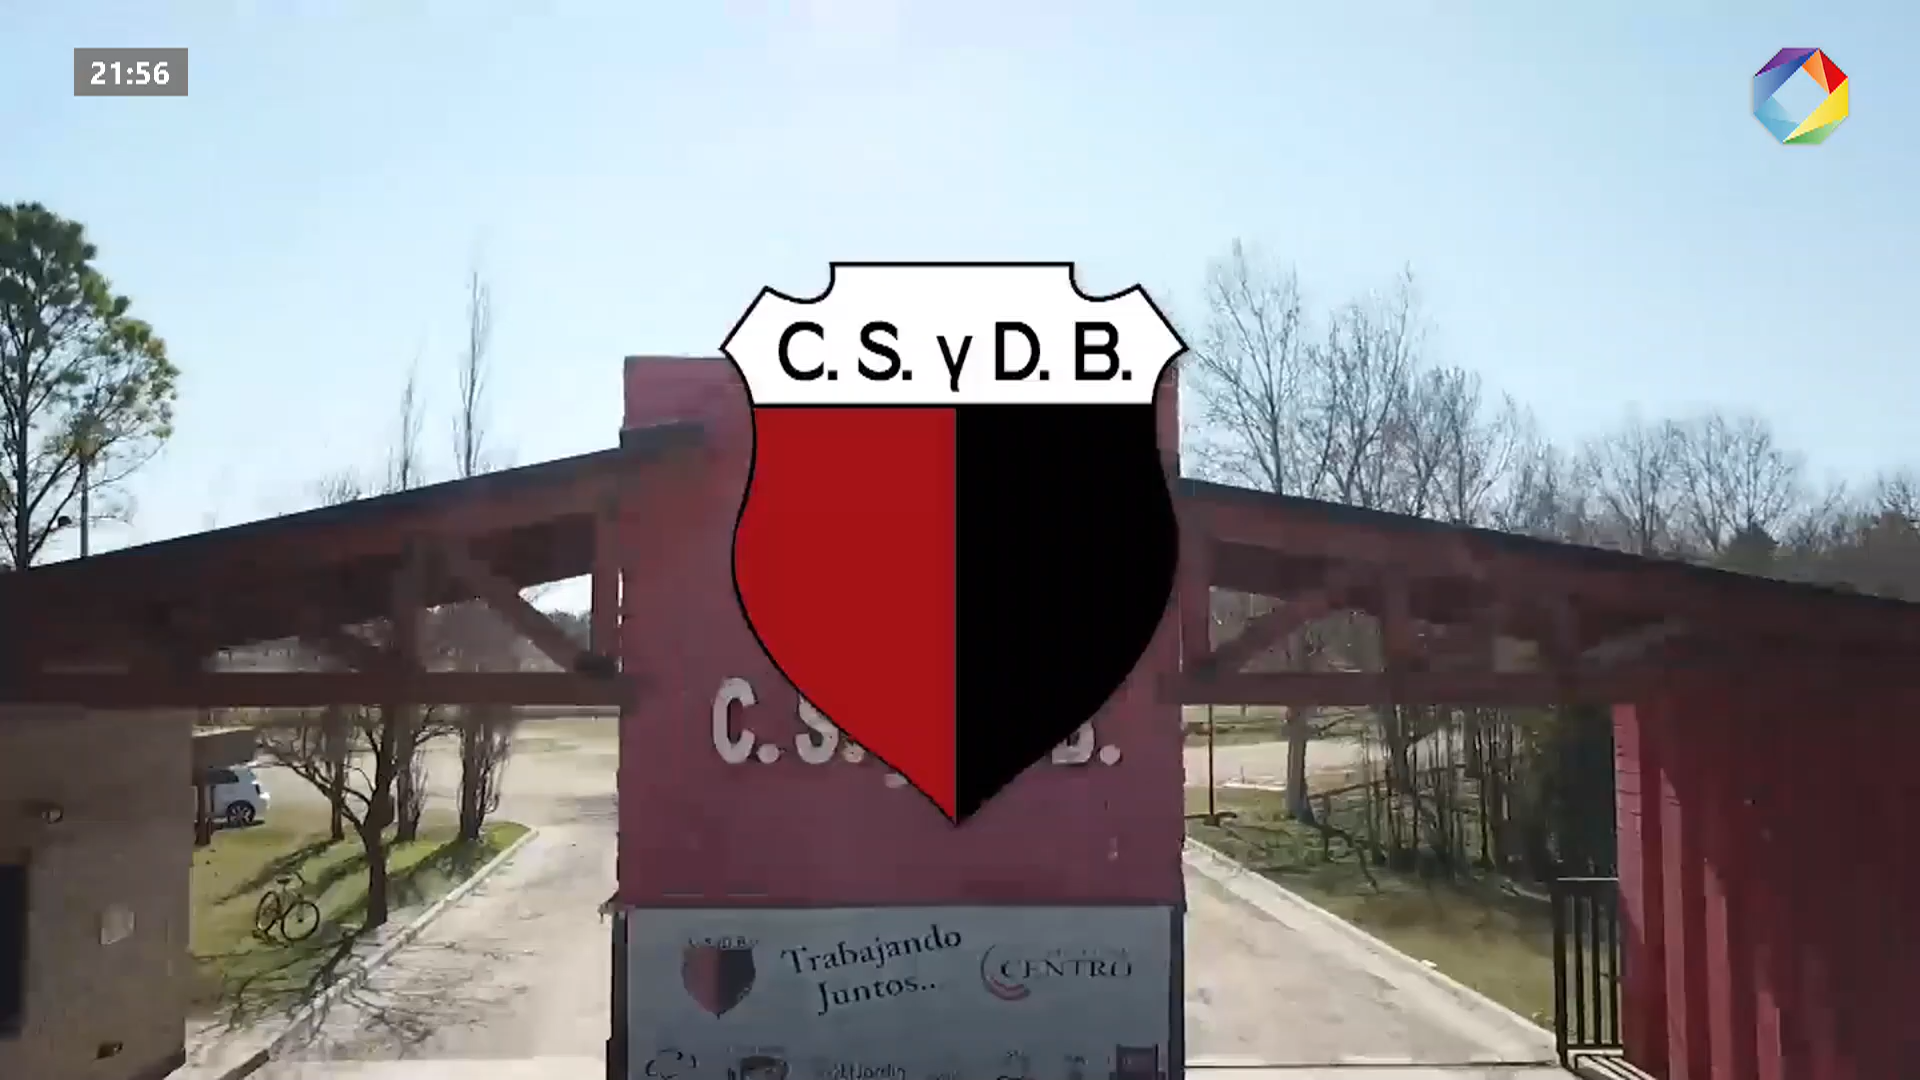 21:56
C. S. y D. B.
C. S.
B.
Trabajando
Juntos..
CENTRO